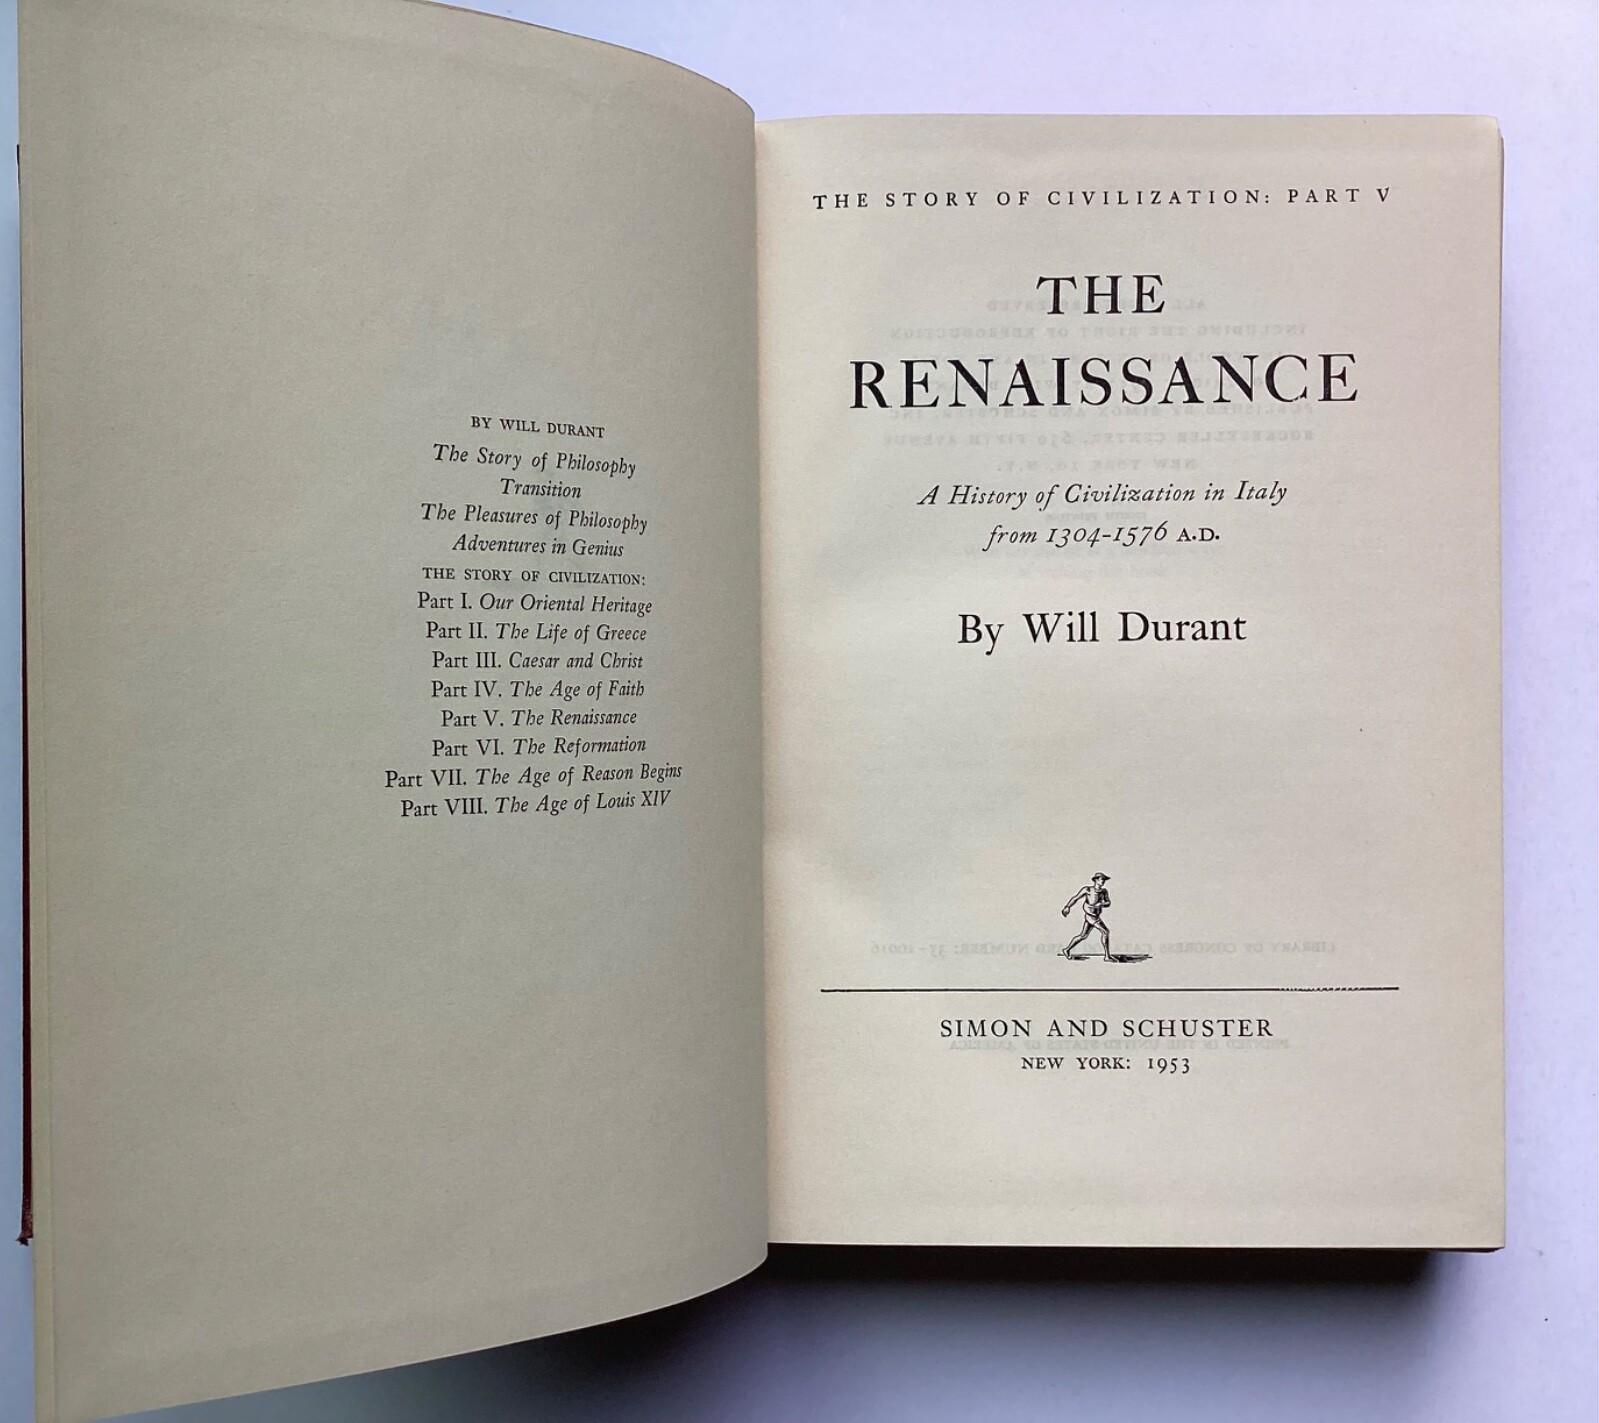 BY WILL DURANT
The Story of Philosophy
Transition
The Pleasures of Philosophy
Adventures in Genius
THE STORY OF CIVILIZATION:
Part I. Our Oriental Heritage
Part II. The Life of Greece
Part III. Caesar and Christ
Part IV. The Age of Faith
Part V. The Renaissance
Part VI. The Reformation
Part VII. The Age of Reason Begins
Part VIII. The Age of Louis XIV
THE STORY OF CIVILIZATION: PART V
THE
RENAISSANCE
A History of Civilization in Italy
from 1304-1576 A.D.
By Will Durant
SIMON AND SCHUSTER
NEW YORK: 1953